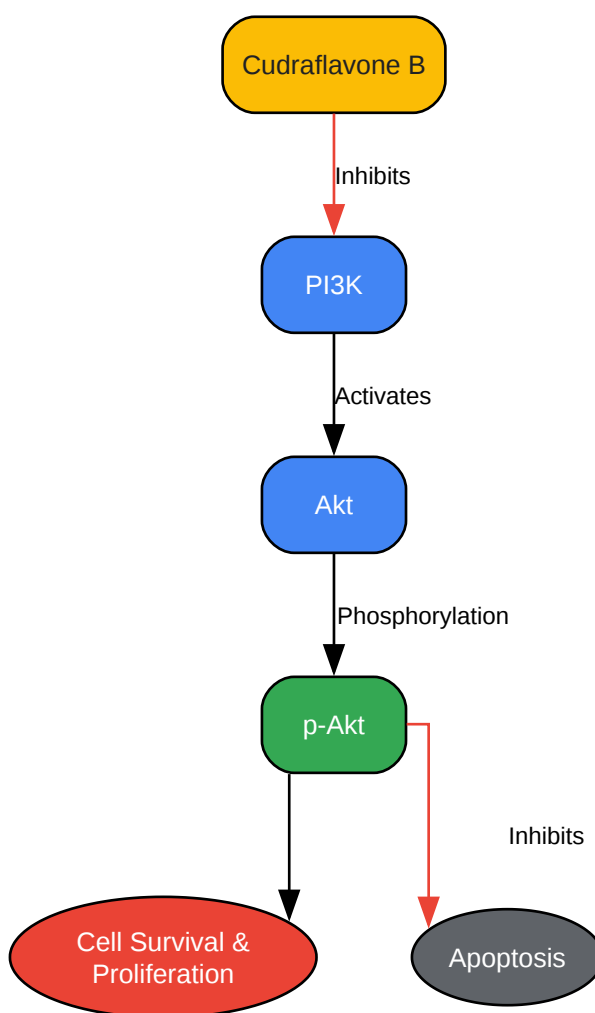 Cudraflavone B
Inhibits
PI3K
Activates
Akt
Phosphorylation
p-Akt
Inhibits
Cell Survival &
Proliferation
Apoptosis